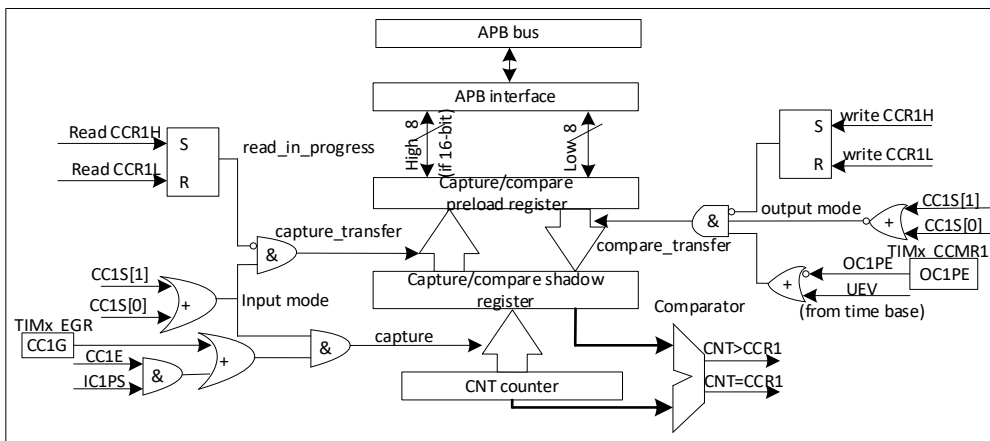 APB bus
APB interface
High 8
(if 16-bit)
Low 8
Read CCR1H
Read CCR1L
S
R
read_in_progress
S
R
write CCR1H
write CCR1L
Capture/compare
preload register
capture_transfer
&
compare_transfer
&
output mode
+
CC1S[1]
CC1S[0]
TIMx_CCMR1
OC1PE
OC1PE
UEV
(from time base)
+
CC1S[1]
CC1S[0]
+
Input mode
Capture/compare shadow
register
Comparator
TIMx_EGR
CC1G
CC1E
IC1PS
&
+
&
capture
CNT counter
CNT>CCR1
CNT=CCR1